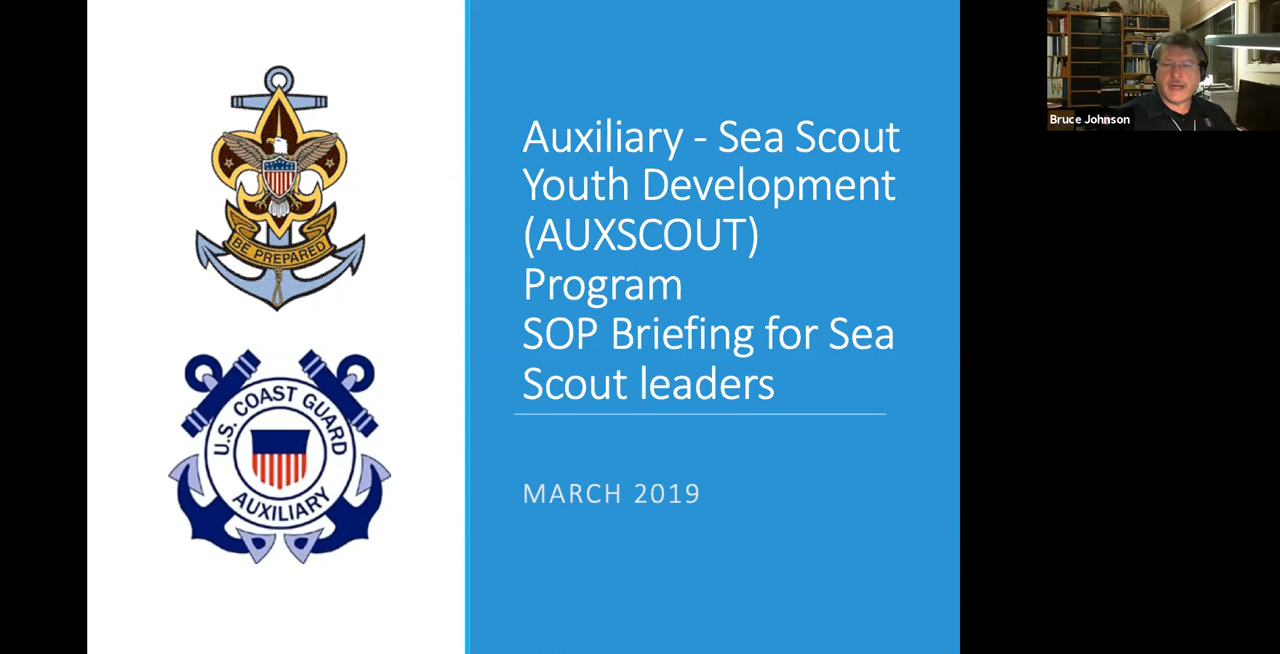 BE PREPARED
U.S. COAST GUARD
AUXILIARY
Auxiliary - Sea Scout
Youth Development
(AUXSCOUT)
Program
SOP Briefing for Sea
Scout leaders
MARCH 2019
Bruce Johnson